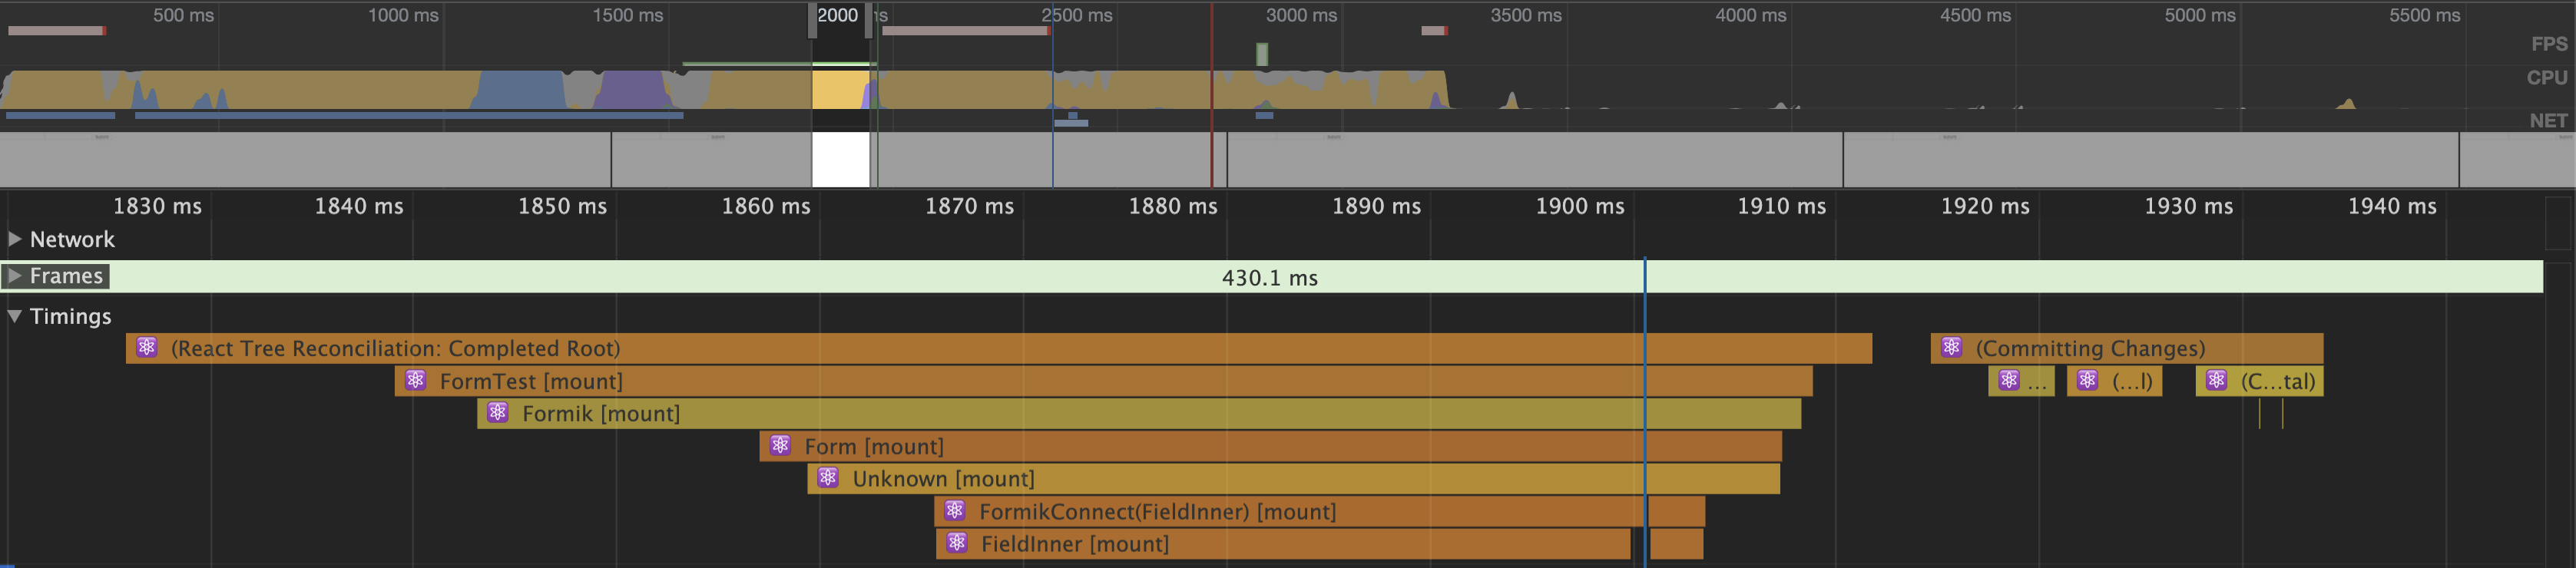 500 ms 1000 ms 1500 ms 2000 ms 2500 ms 3000 ms 3500 ms 4000 ms 4500 ms 5000 ms 5500 ms
FPS
CPU
NET
1830 ms 1840 ms 1850 ms 1860 ms 1870 ms 1880 ms 1890 ms 1900 ms 1910 ms 1920 ms 1930 ms 1940 ms
Network
Frames 430.1 ms
Timings
(React Tree Reconciliation: Completed Root) (Committing Changes)
FormTest [mount] ... (...l) (C...tal)
Formik [mount]
Form [mount]
Unknown [mount]
FormikConnect(FieldInner) [mount]
FieldInner [mount]